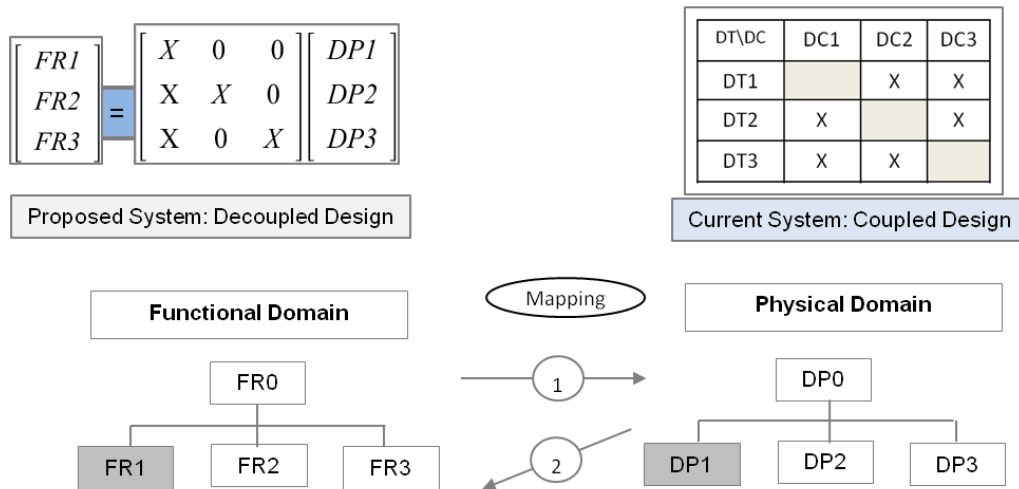 FR1 X 0 0 DP1
FR2 = X X 0 DP2
FR3 X 0 X DP3
DT\DC DC1 DC2 DC3
DT1 X X
DT2 X X
DT3 X X
Proposed System: Decoupled Design
Current System: Coupled Design
Functional Domain
Mapping
Physical Domain
FR0
1
DP0
FR1 FR2 FR3
2
DP1 DP2 DP3